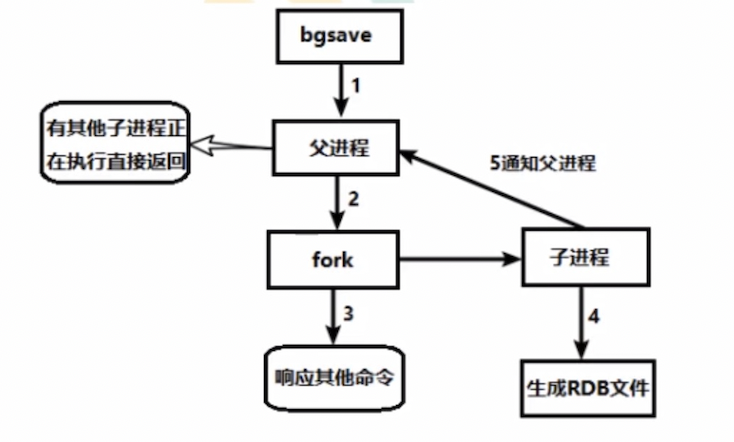 bgsave
1
有其他子进程正
在执行直接返回
父进程
5通知父进程
2
fork
子进程
3
4
响应其他命令
生成RDB文件